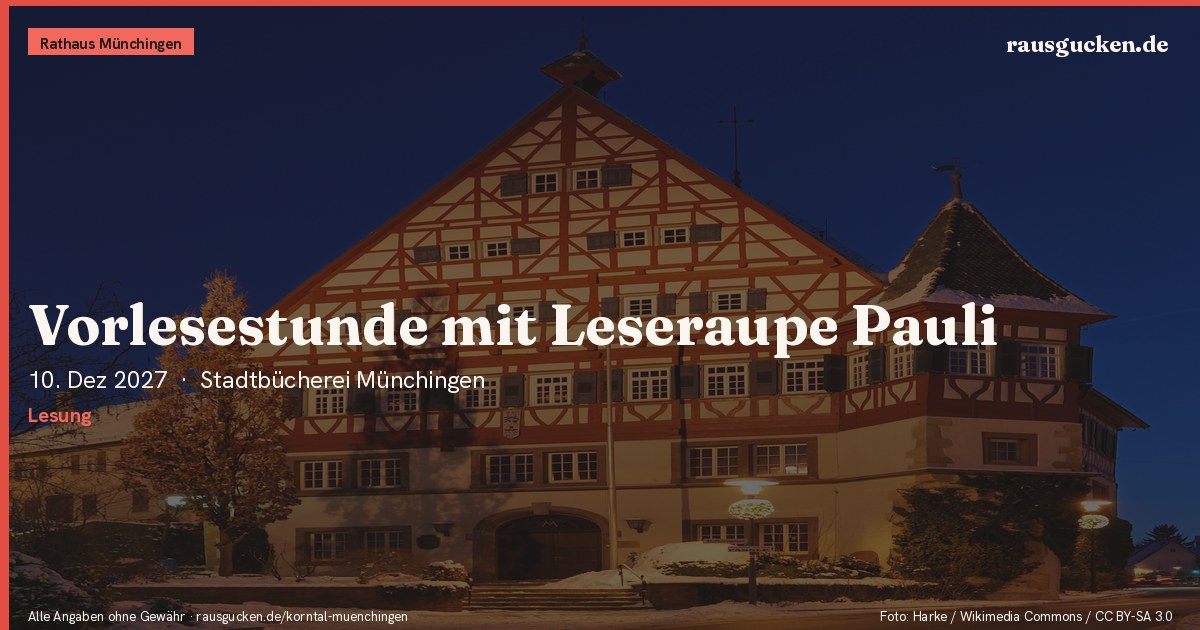 Rathaus Münchingen
rausgucken.de
Vorlesestunde mit Leseraupe Pauli
10. Dez 2027 · Stadtbücherei Münchingen
Lesung
Alle Angaben ohne Gewähr · rausgucken.de/korntal-muenchingen
Foto: Harke / Wikimedia Commons / CC BY-SA 3.0